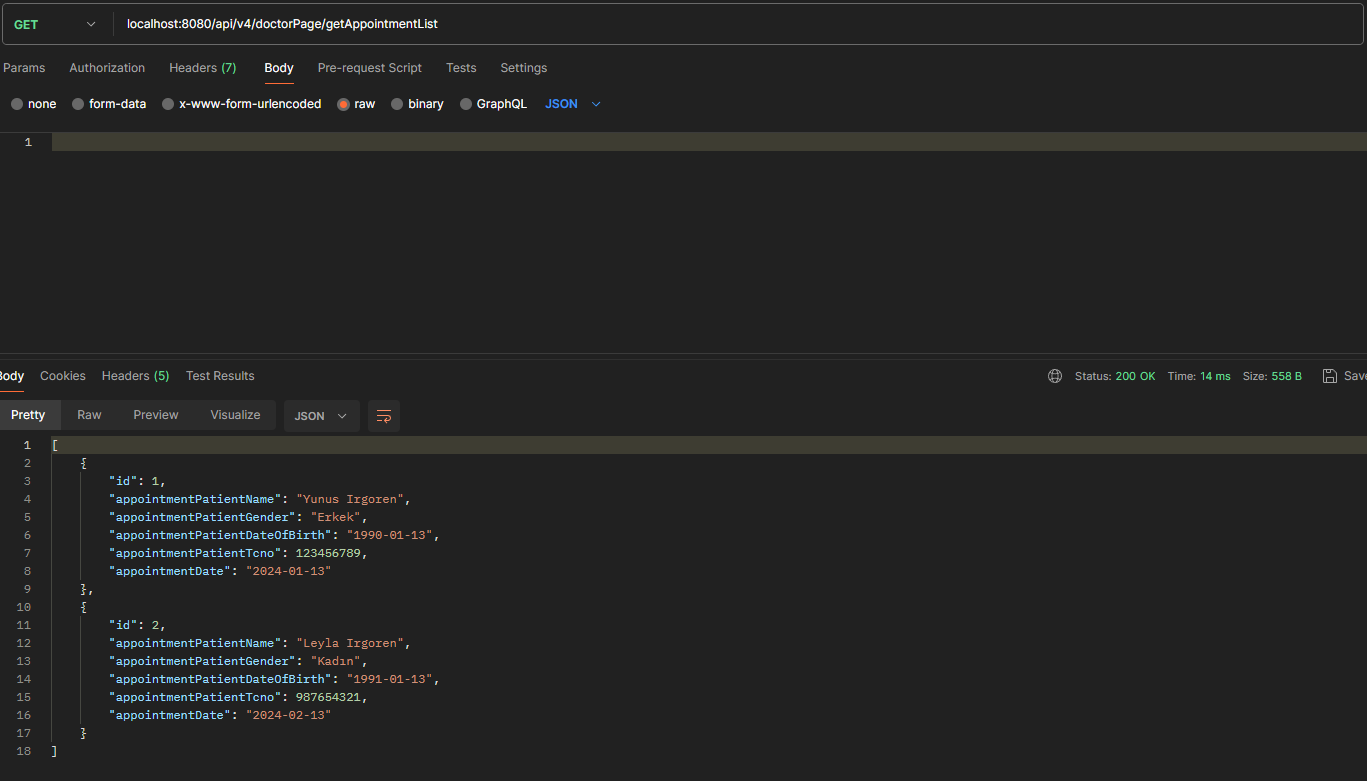 GET localhost:8080/api/v4/doctorPage/getAppointmentList
Params Authorization Headers (7) Body Pre-request Script Tests Settings
none form-data x-www-form-urlencoded raw binary GraphQL JSON
1
Body Cookies Headers (5) Test Results Status: 200 OK Time: 14 ms Size: 558 B Save
Pretty Raw Preview Visualize JSON
1 [
2 {
3 "id": 1,
4 "appointmentPatientName": "Yunus Irgoren",
5 "appointmentPatientGender": "Erkek",
6 "appointmentPatientDateOfBirth": "1990-01-13",
7 "appointmentPatientTcno": 123456789,
8 "appointmentDate": "2024-01-13"
9 },
10 {
11 "id": 2,
12 "appointmentPatientName": "Leyla Irgoren",
13 "appointmentPatientGender": "Kadın",
14 "appointmentPatientDateOfBirth": "1991-01-13",
15 "appointmentPatientTcno": 987654321,
16 "appointmentDate": "2024-02-13"
17 }
18 ]